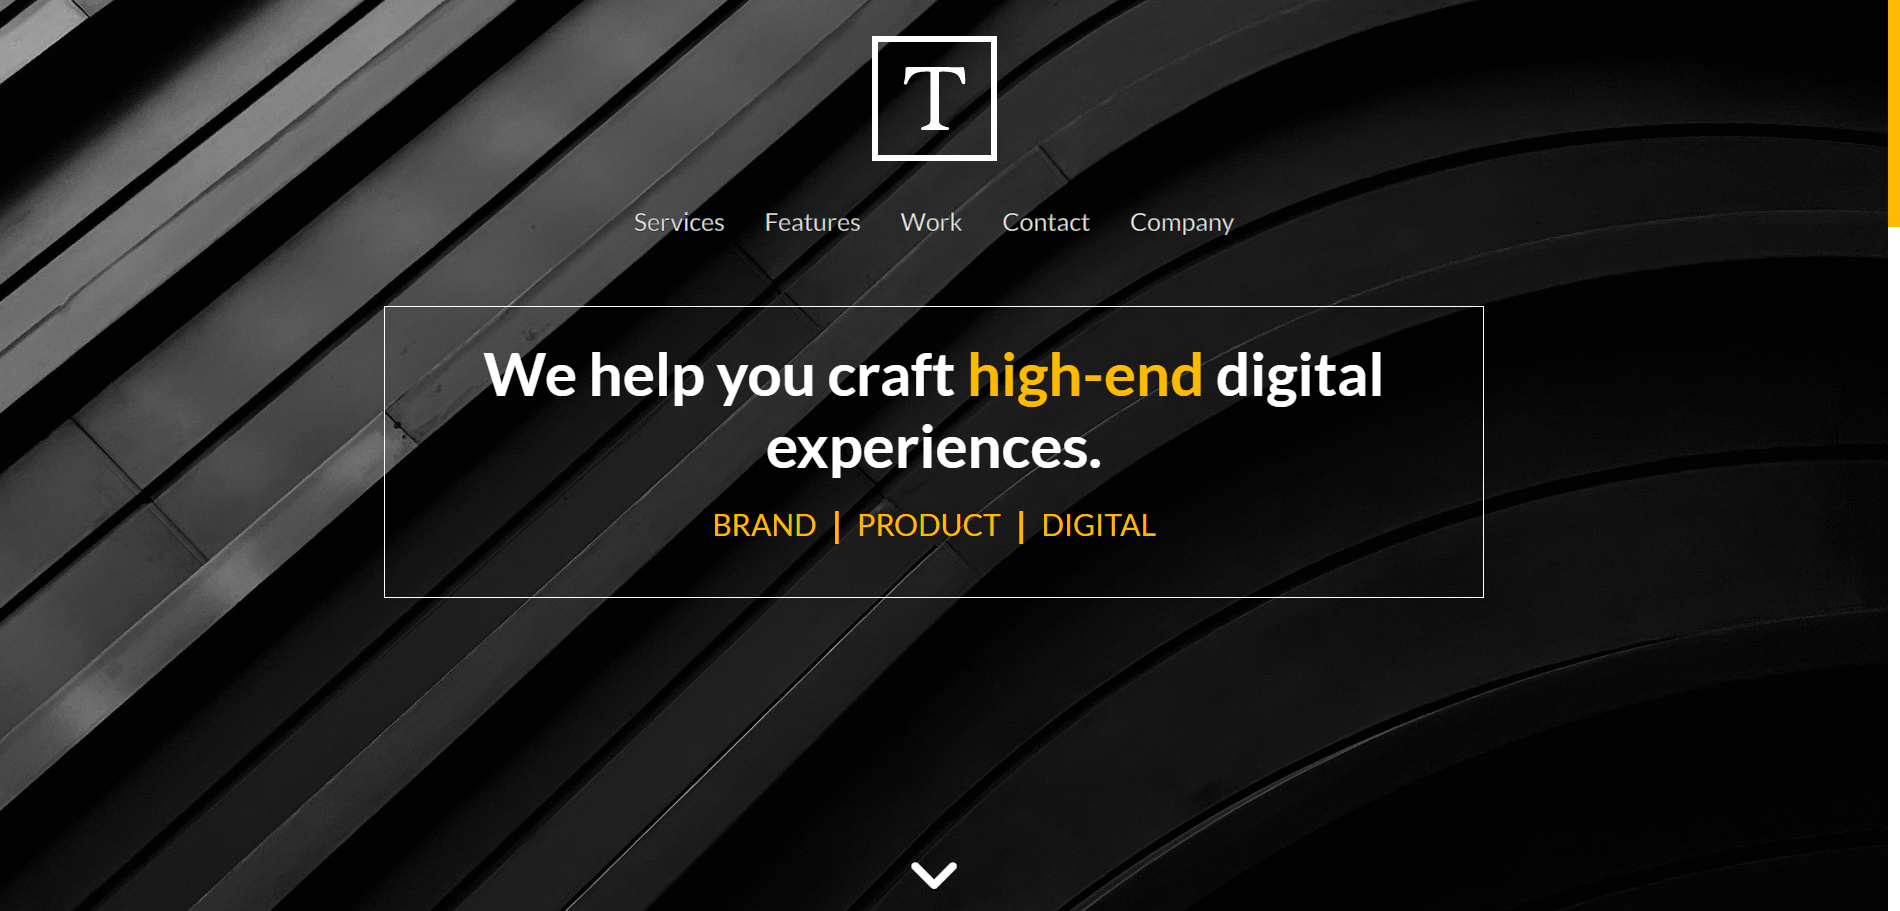 T
Services Features Work Contact Company
We help you craft high-end digital
experiences.
BRAND | PRODUCT | DIGITAL